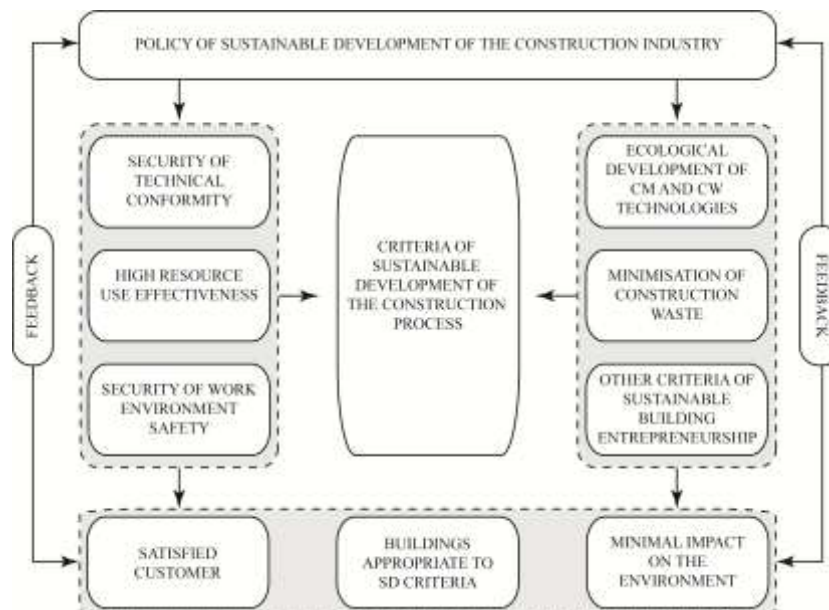 POLICY OF SUSTAINABLE DEVELOPMENT OF THE CONSTRUCTION INDUSTRY
SECURITY OF
TECHNICAL
CONFORMITY
HIGH RESOURCE
USE EFFECTIVENESS
SECURITY OF WORK
ENVIRONMENT
SAFETY
CRITERIA OF
SUSTAINABLE
DEVELOPMENT OF
THE CONSTRUCTION
PROCESS
ECOLOGICAL
DEVELOPMENT OF
CM AND CW
TECHNOLOGIES
MINIMISATION OF
CONSTRUCTION
WASTE
OTHER CRITERIA OF
SUSTAINABLE
BUILDING
ENTREPRENEURSHIP
FEEDBACK
FEEDBACK
SATISFIED
CUSTOMER
BUILDINGS
APPROPRIATE TO
SD CRITERIA
MINIMAL IMPACT
ON THE
ENVIRONMENT